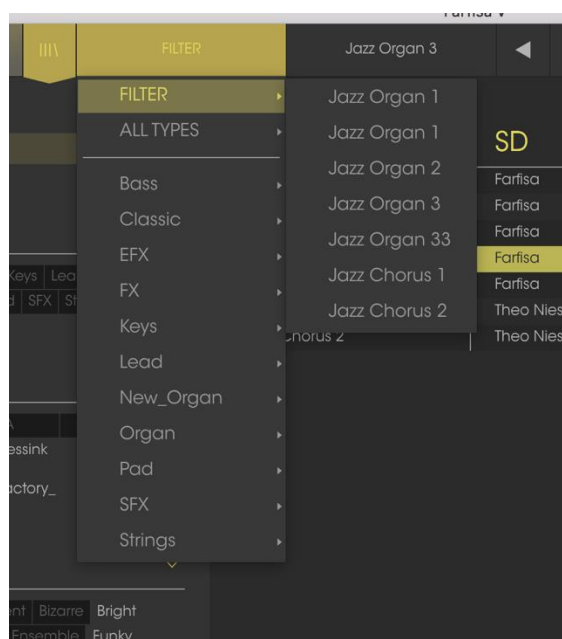 FILTER
Jazz Organ 3
FILTER
Jazz Organ 1
ALL TYPES
Jazz Organ 1
SD
Jazz Organ 2
Farfisa
Bass
Jazz Organ 3
Farfisa
Classic
Farfisa
Jazz Organ 33
EFX
Farfisa
Keys
Jazz Chorus 1
Farfisa
FX
SFX
Jazz Chorus 2
Theo Nies
Keys
Chorus 2
Theo Nies
Lead
New_Organ
Organ
Pad
SFX
Strings
Bizarre Bright
Ensemble Funky